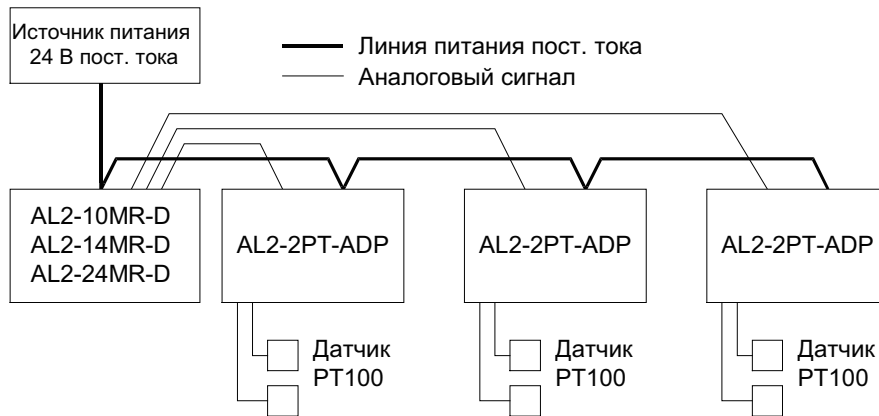 Источник питания
24 В пост. тока
Линия питания пост. тока
Аналоговый сигнал
AL2-10MR-D
AL2-14MR-D
AL2-24MR-D
AL2-2PT-ADP
AL2-2PT-ADP
AL2-2PT-ADP
Датчик
PT100
Датчик
PT100
Датчик
PT100